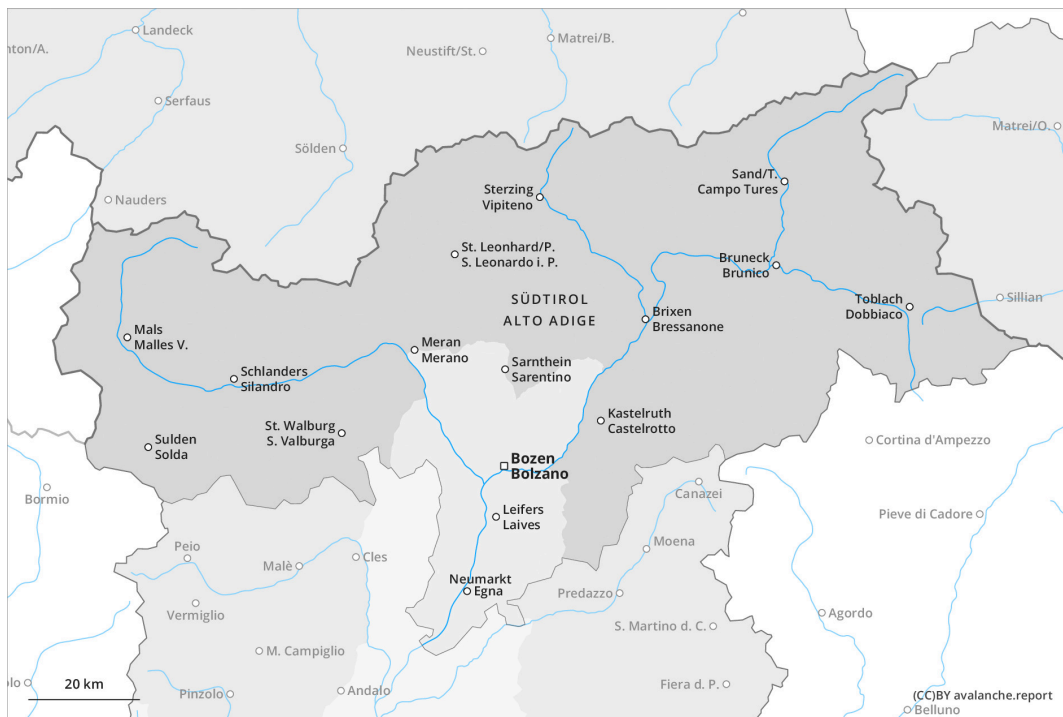 Landeck
nton/A.
Neustift/St.
Matrei/B.
Serfaus
Matrei/O.
Sölden
Sand/T.
Campo Tures
Sterzing
Vipiteno
Nauders
St. Leonhard/P.
S. Leonardo i. P.
Bruneck
Brunico
SÜDTIROL
ALTO ADIGE
Toblach
Dobbiaco
Sillian
Brixen
Bressanone
Mals
Malles V.
Meran
Merano
Sarnthein
Sarentino
Schlanders
Silandro
Kastelruth
Castelrotto
St. Walburg
S. Valburga
Sulden
Solda
Cortina d'Ampezzo
Bozen
Bolzano
Bormio
Canazei
Leifers
Laives
Pieve di Cadore
Peio
Malè
Cles
Moena
Neumarkt
Egna
Predazzo
Vermiglio
Agordo
S. Martino d. C.
M. Campiglio
olo
20 km
Pinzolo
Andalo
Fiera d. P.
(CC)BY avalanche.report
Belluno